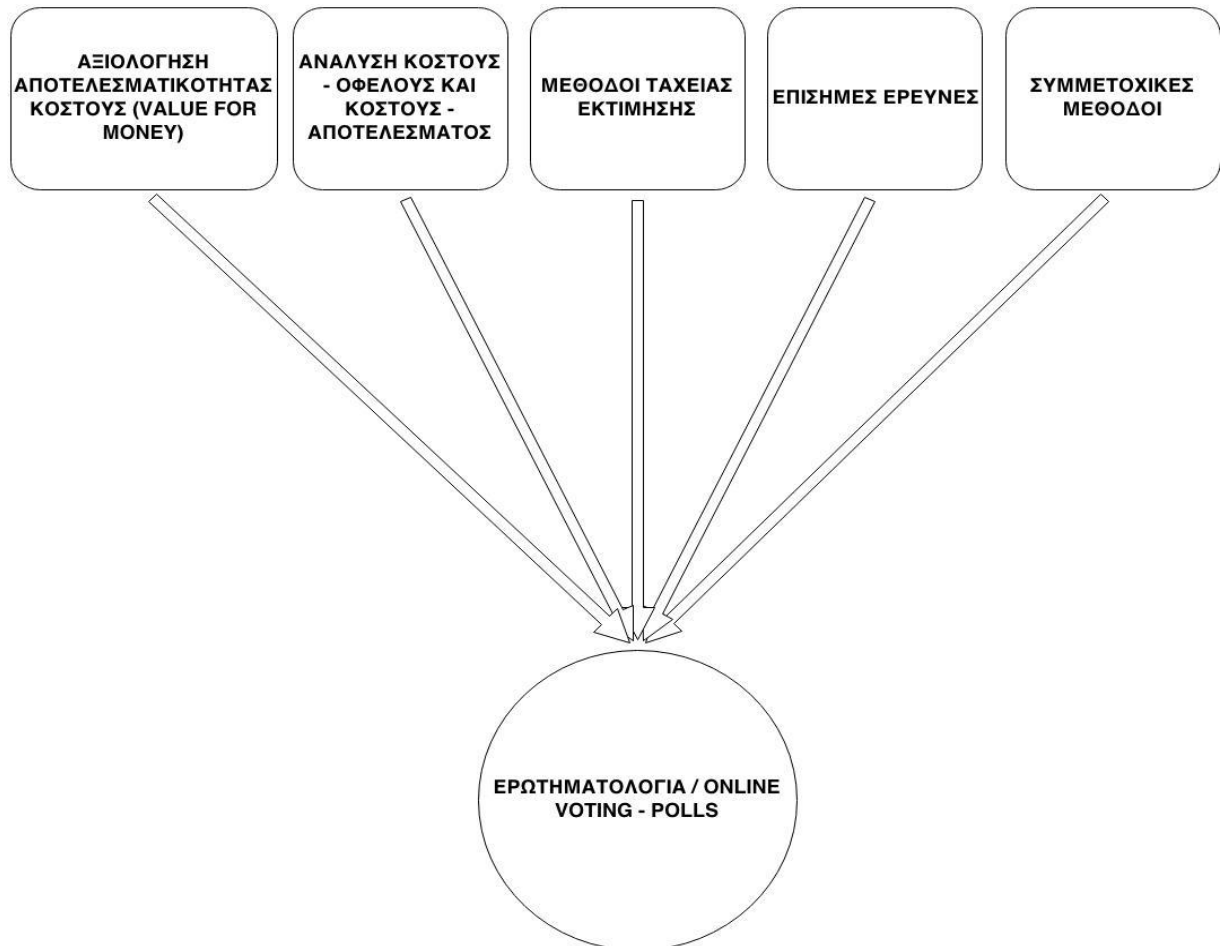 ΑΞΙΟΛΟΓΗΣΗ
ΑΠΟΤΕΛΕΣΜΑΤΙΚΟΤΗΤΑΣ
ΚΟΣΤΟΥΣ (VALUE FOR
MONEY)
ΑΝΑΛΥΣΗ ΚΟΣΤΟΥΣ
- ΟΦΕΛΟΥΣ ΚΑΙ
ΚΟΣΤΟΥΣ -
ΑΠΟΤΕΛΕΣΜΑΤΟΣ
ΜΕΘΟΔΟΙ ΤΑΧΕΙΑΣ
ΕΚΤΙΜΗΣΗΣ
ΕΠΙΣΗΜΕΣ ΕΡΕΥΝΕΣ
ΣΥΜΜΕΤΟΧΙΚΕΣ
ΜΕΘΟΔΟΙ
ΕΡΩΤΗΜΑΤΟΛΟΓΙΑ / ONLINE
VOTING - POLLS